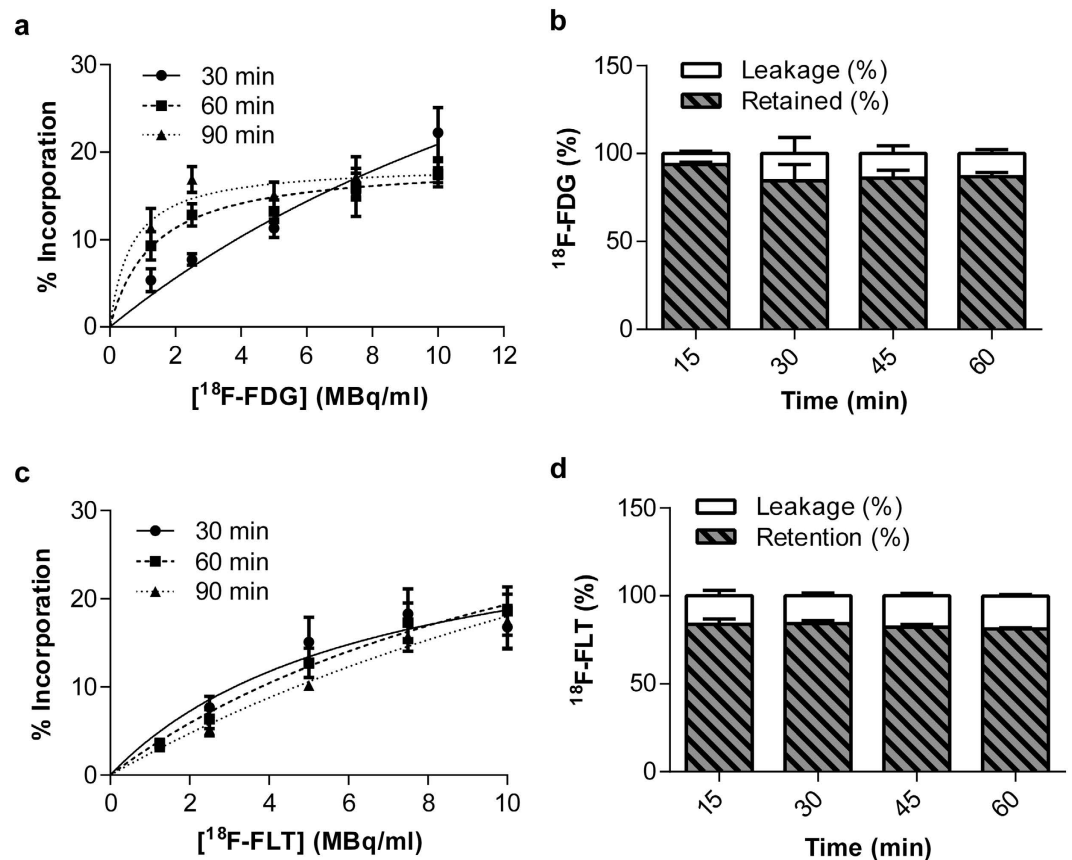 a
% Incorporation
30
20
10
0
30 min
60 min
90 min
0 2 4 6 8 10 12
[¹⁸F-FDG] (MBq/ml)
b
¹⁸F-FDG (%)
150
100
50
0
Leakage (%)
Retained (%)
15 30 45 60
Time (min)
c
% Incorporation
30
20
10
0
30 min
60 min
90 min
0 2 4 6 8 10
[¹⁸F-FLT] (MBq/ml)
d
¹⁸F-FLT (%)
150
100
50
0
Leakage (%)
Retention (%)
15 30 45 60
Time (min)